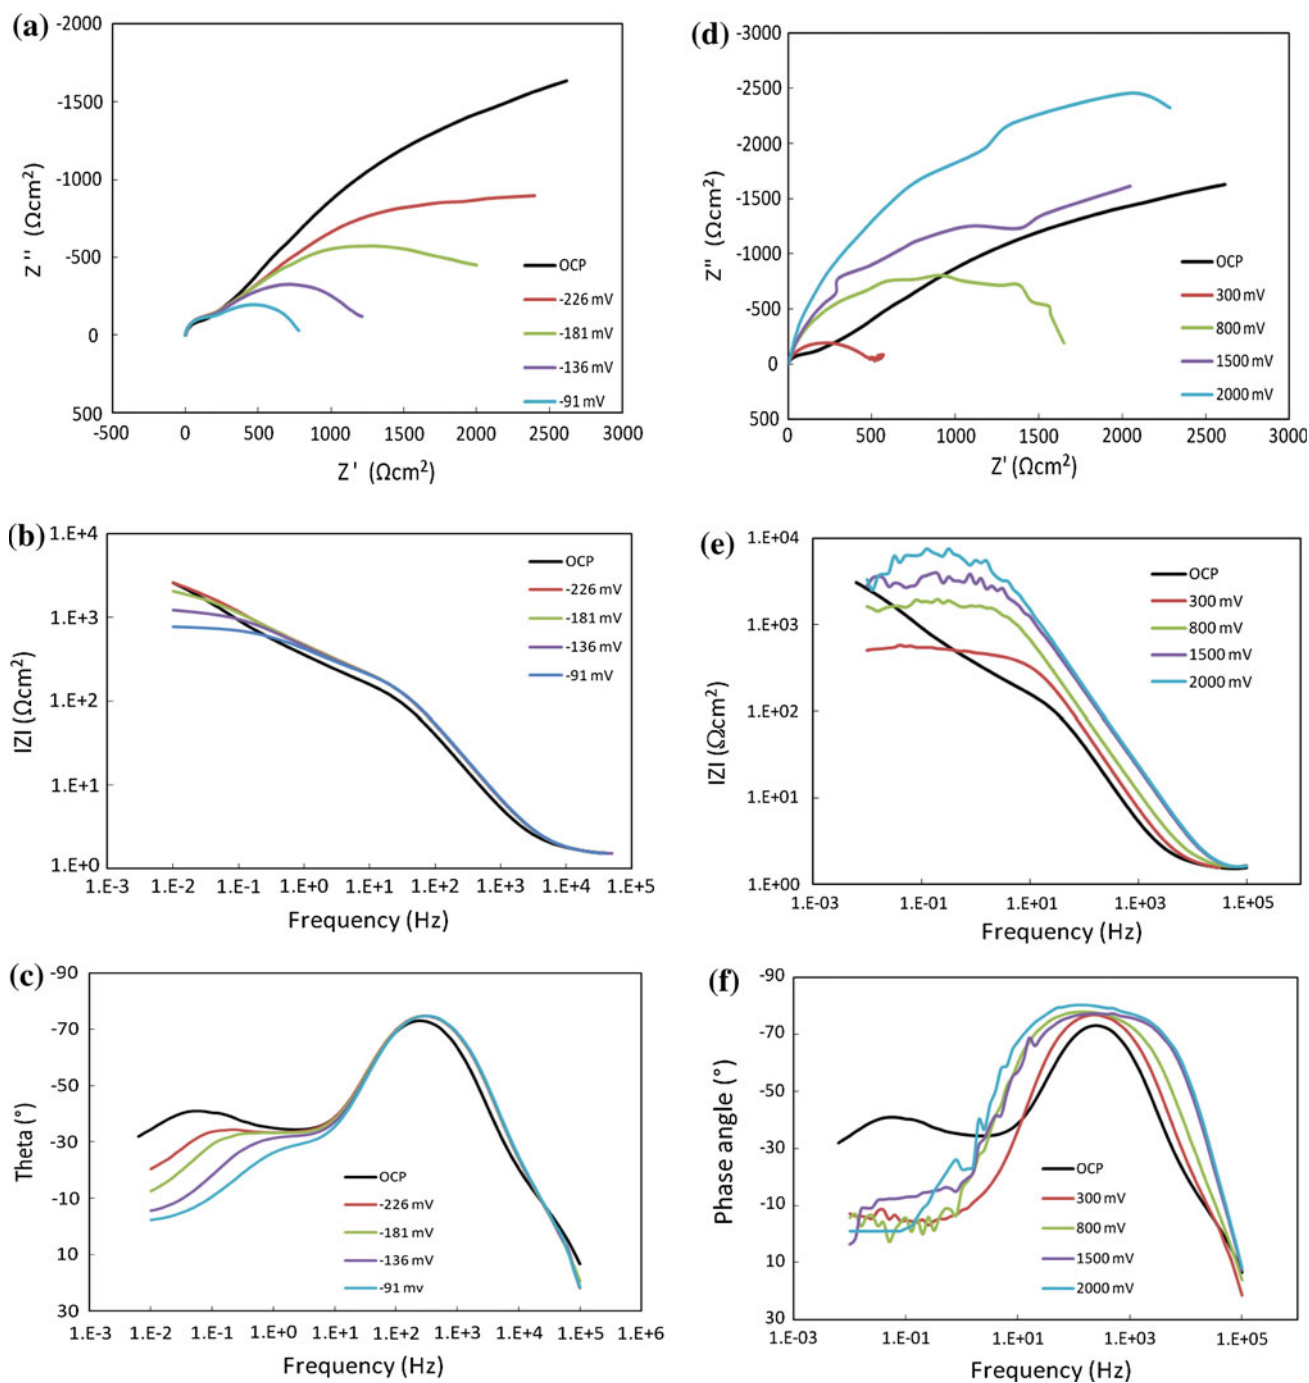 (a)
-2000
-1500
-1000
-500
0
500
-500
0
500
1000
1500
2000
2500
3000
Z'' (Ωcm²)
Z' (Ωcm²)
OCP
-226 mV
-181 mV
-136 mV
-91 mV
(d)
-3000
-2500
-2000
-1500
-1000
-500
0
500
0
500
1000
1500
2000
2500
3000
Z'' (Ωcm²)
Z' (Ωcm²)
OCP
300 mV
800 mV
1500 mV
2000 mV
(b)
1.E+4
1.E+3
1.E+2
1.E+1
1.E+0
1.E-3
1.E-2
1.E-1
1.E+0
1.E+1
1.E+2
1.E+3
1.E+4
1.E+5
IZI (Ωcm²)
Frequency (Hz)
OCP
-226 mV
-181 mV
-136 mV
-91 mV
(e)
1.E+04
1.E+03
1.E+02
1.E+01
1.E+00
1.E-03
1.E-01
1.E+01
1.E+03
1.E+05
IZI (Ωcm²)
Frequency (Hz)
OCP
300 mV
800 mV
1500 mV
2000 mV
(c)
-90
-70
-50
-30
-10
10
30
1.E-3
1.E-2
1.E-1
1.E+0
1.E+1
1.E+2
1.E+3
1.E+4
1.E+5
1.E+6
Theta (°)
Frequency (Hz)
OCP
-226 mV
-181 mV
-136 mV
-91 mv
(f)
-90
-70
-50
-30
-10
10
30
1.E-03
1.E-01
1.E+01
1.E+03
1.E+05
Phase angle (°)
Frequency (Hz)
OCP
300 mV
800 mV
1500 mV
2000 mV